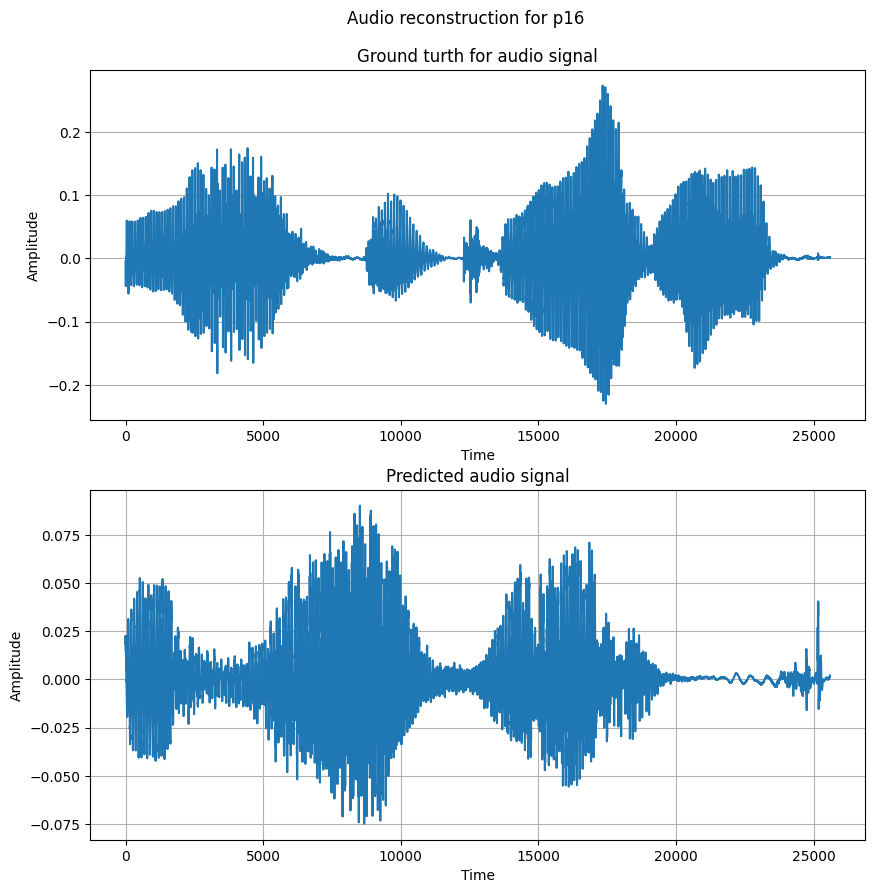 Audio reconstruction for p16
Ground turth for audio signal
Amplitude
0.2
0.1
0.0
−0.1
−0.2
0 5000 10000 15000 20000 25000
Time
Predicted audio signal
Amplitude
0.075
0.050
0.025
0.000
−0.025
−0.050
−0.075
0 5000 10000 15000 20000 25000
Time